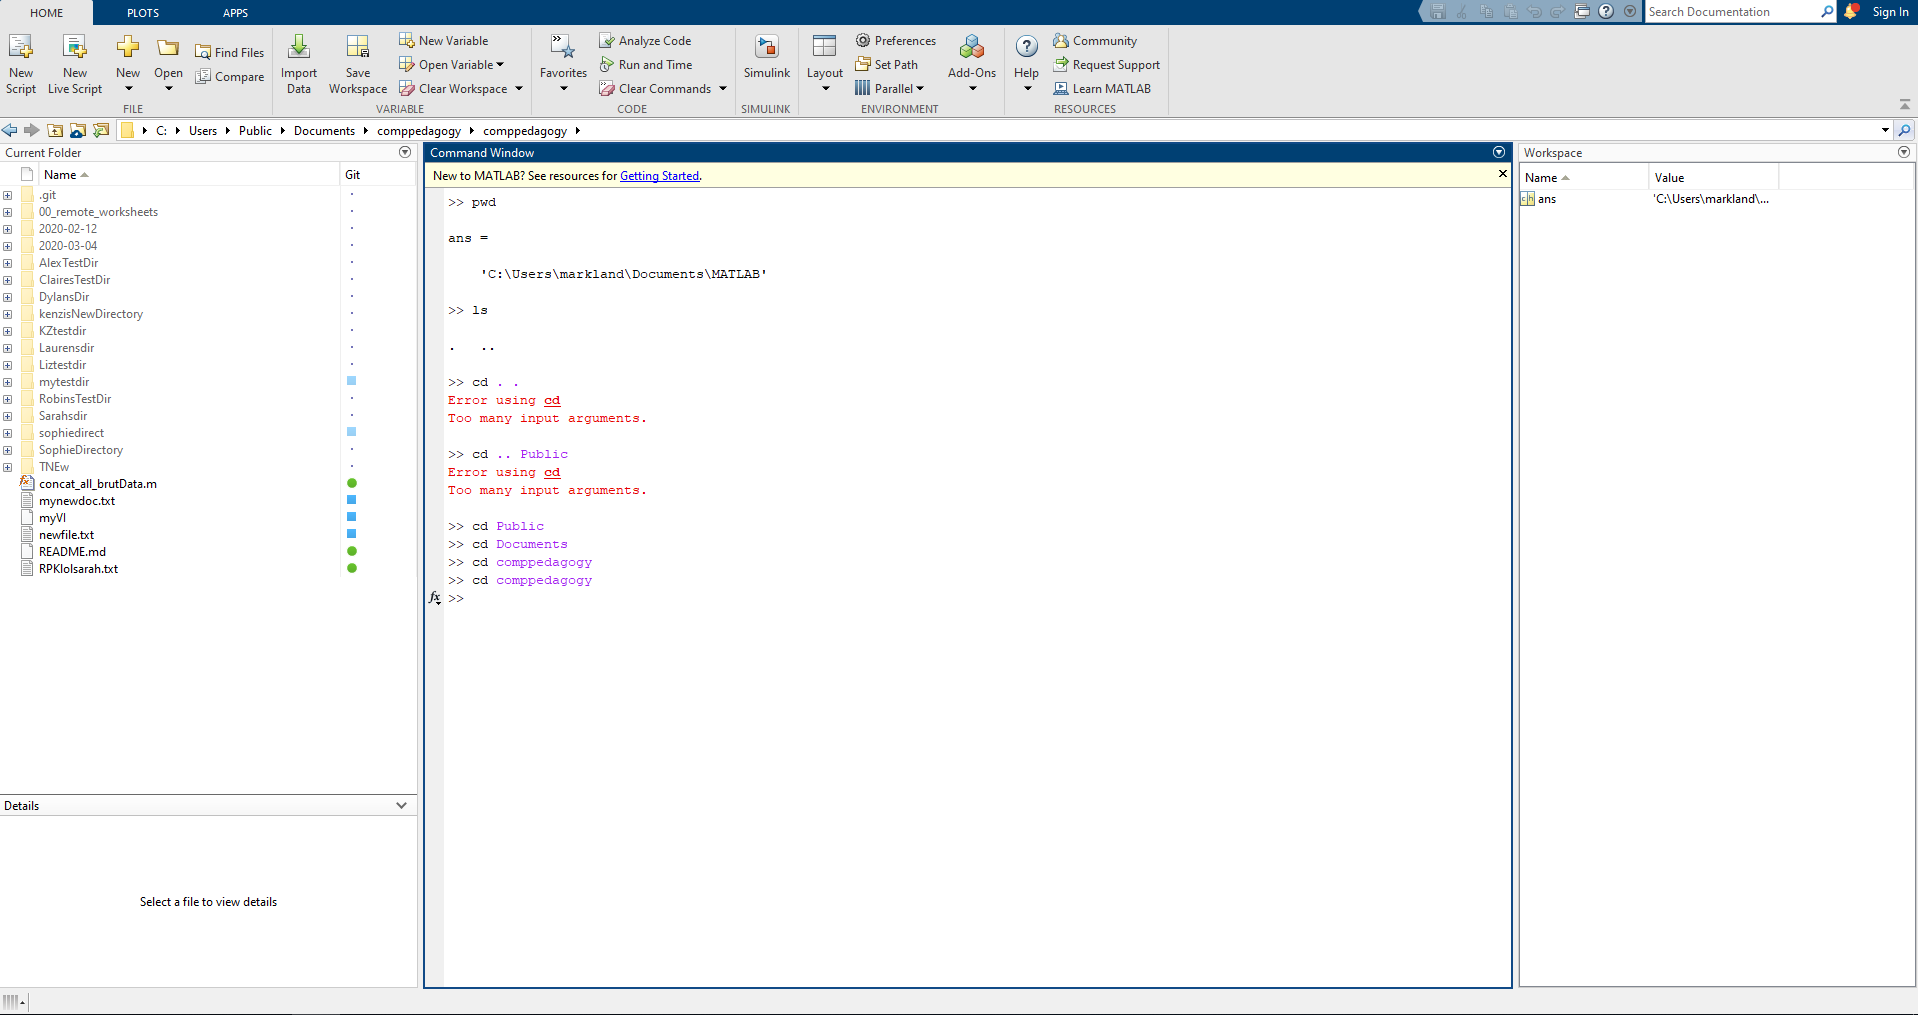 HOME PLOTS APPS
Search Documentation Sign In
New Script
New Live Script
New
Open
Find Files
Compare
FILE
Import Data
Save Workspace
New Variable
Open Variable
Clear Workspace
VARIABLE
Favorites
Analyze Code
Run and Time
Clear Commands
CODE
Simulink
SIMULINK
Layout
Preferences
Set Path
Parallel
Add-Ons
ENVIRONMENT
Help
Community
Request Support
Learn MATLAB
RESOURCES
C: Users Public Documents comppedagogy comppedagogy
Current Folder
Name Git
.git
00_remote_worksheets
2020-02-12
2020-03-04
AlexTestDir
ClairesTestDir
DylansDir
kenzisNewDirectory
KZtestdir
Laurensdir
Liztestdir
mytestdir
RobinsTestDir
Sarahsdir
sophiedirect
SophieDirectory
TNEw
concat_all_brutData.m
mynewdoc.txt
myVI
newfile.txt
README.md
RPKlolsarah.txt
Details
Select a file to view details
Command Window
New to MATLAB? See resources for Getting Started.
>> pwd
ans =
'C:\Users\markland\Documents\MATLAB'
>> ls
. ..
>> cd . .
Error using cd
Too many input arguments.
>> cd .. Public
Error using cd
Too many input arguments.
>> cd Public
>> cd Documents
>> cd comppedagogy
>> cd comppedagogy
fx >>
Workspace
Name Value
ans 'C:\Users\markland\...